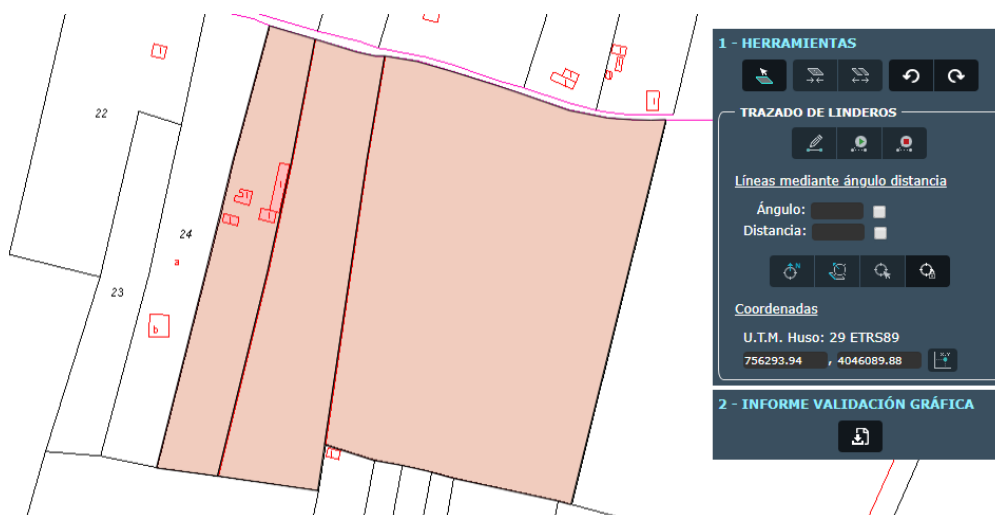 22
24
a
23
b
1 - HERRAMIENTAS
TRAZADO DE LINDEROS
Líneas mediante ángulo distancia
Ángulo:
Distancia:
N
Coordenadas
U.T.M. Huso: 29 ETRS89
756293.94 , 4046089.88
X,Y
2 - INFORME VALIDACIÓN GRÁFICA